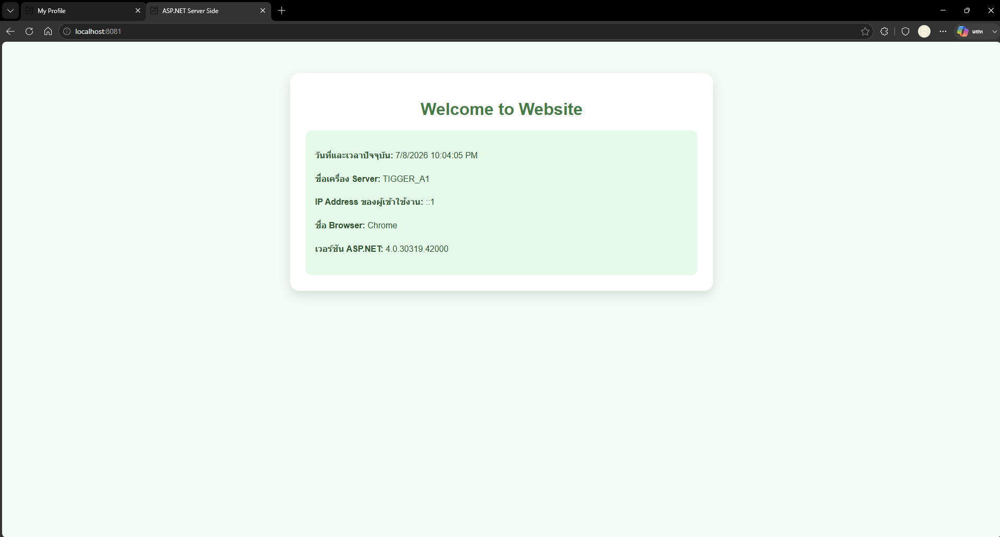 My Profile
ASP.NET Server Side
localhost:8081
แชท
Welcome to Website
วันที่และเวลาปัจจุบัน: 7/8/2026 10:04:05 PM
ชื่อเครื่อง Server: TIGGER_A1
IP Address ของผู้เข้าใช้งาน: ::1
ชื่อ Browser: Chrome
เวอร์ชัน ASP.NET: 4.0.30319.42000